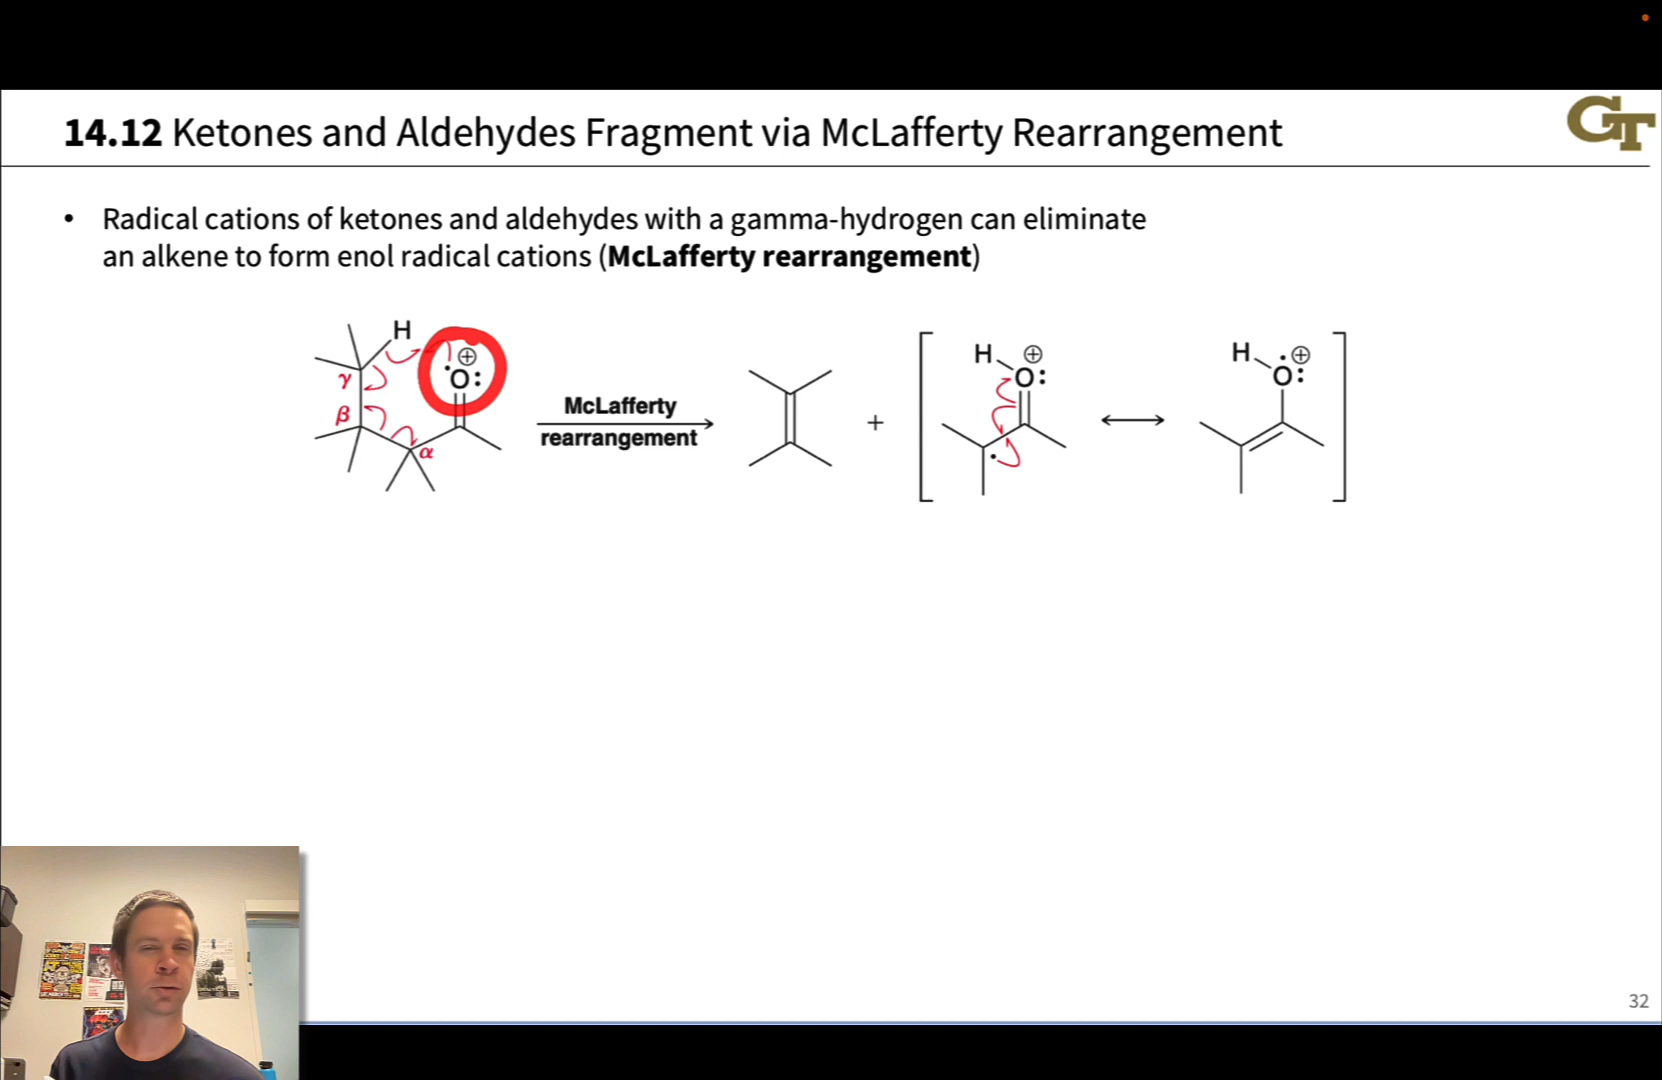 GT
14.12 Ketones and Aldehydes Fragment via McLafferty Rearrangement
• Radical cations of ketones and aldehydes with a gamma-hydrogen can eliminate
an alkene to form enol radical cations (McLafferty rearrangement)
H
⊕
·O:
γ
β
α
McLafferty
rearrangement
+
H ⊕
O:
·
H ·⊕
O:
32